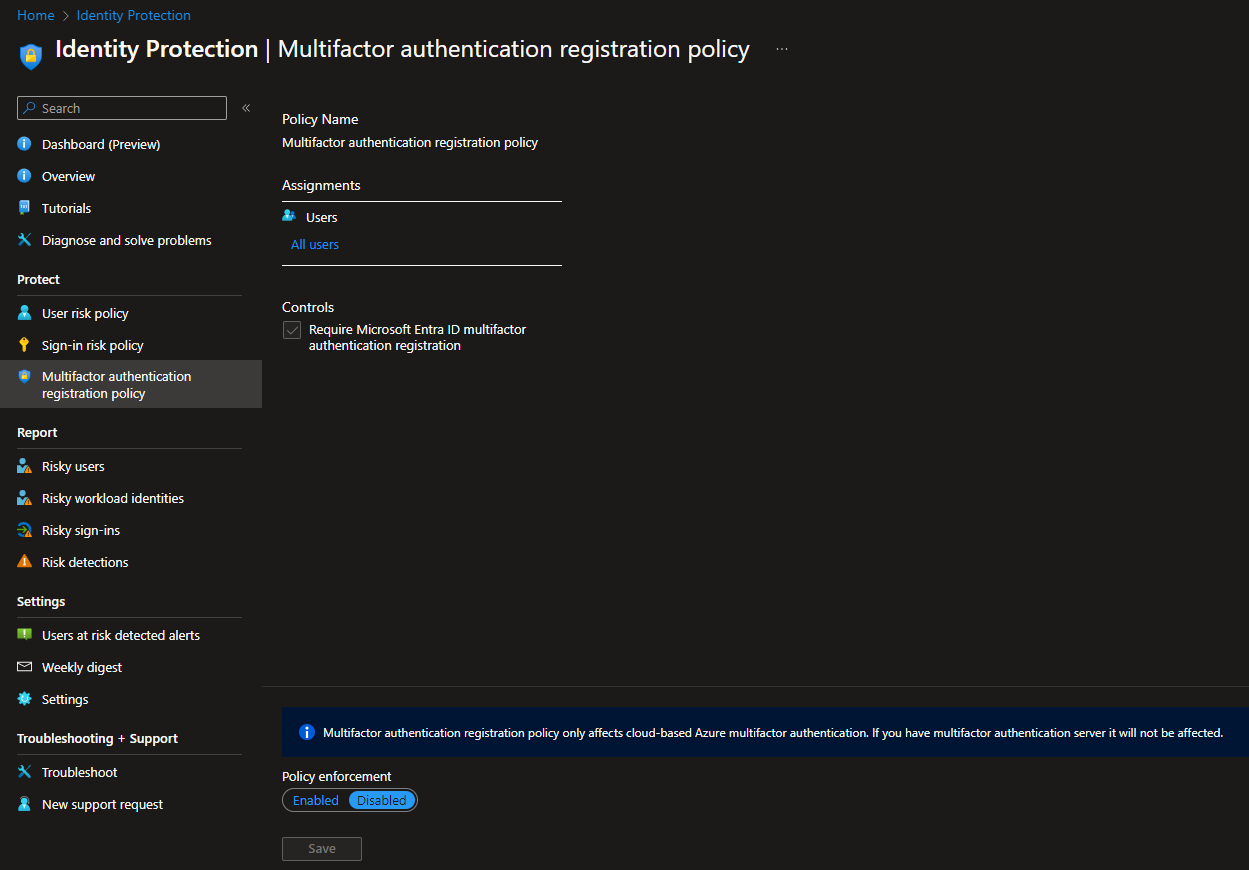 Home > Identity Protection
Identity Protection | Multifactor authentication registration policy ...
Search «
Dashboard (Preview)
Overview
Tutorials
Diagnose and solve problems
Protect
User risk policy
Sign-in risk policy
Multifactor authentication
registration policy
Report
Risky users
Risky workload identities
Risky sign-ins
Risk detections
Settings
Users at risk detected alerts
Weekly digest
Settings
Troubleshooting + Support
Troubleshoot
New support request
Policy Name
Multifactor authentication registration policy
Assignments
Users
All users
Controls
Require Microsoft Entra ID multifactor
authentication registration
Multifactor authentication registration policy only affects cloud-based Azure multifactor authentication. If you have multifactor authentication server it will not be affected.
Policy enforcement
Enabled Disabled
Save